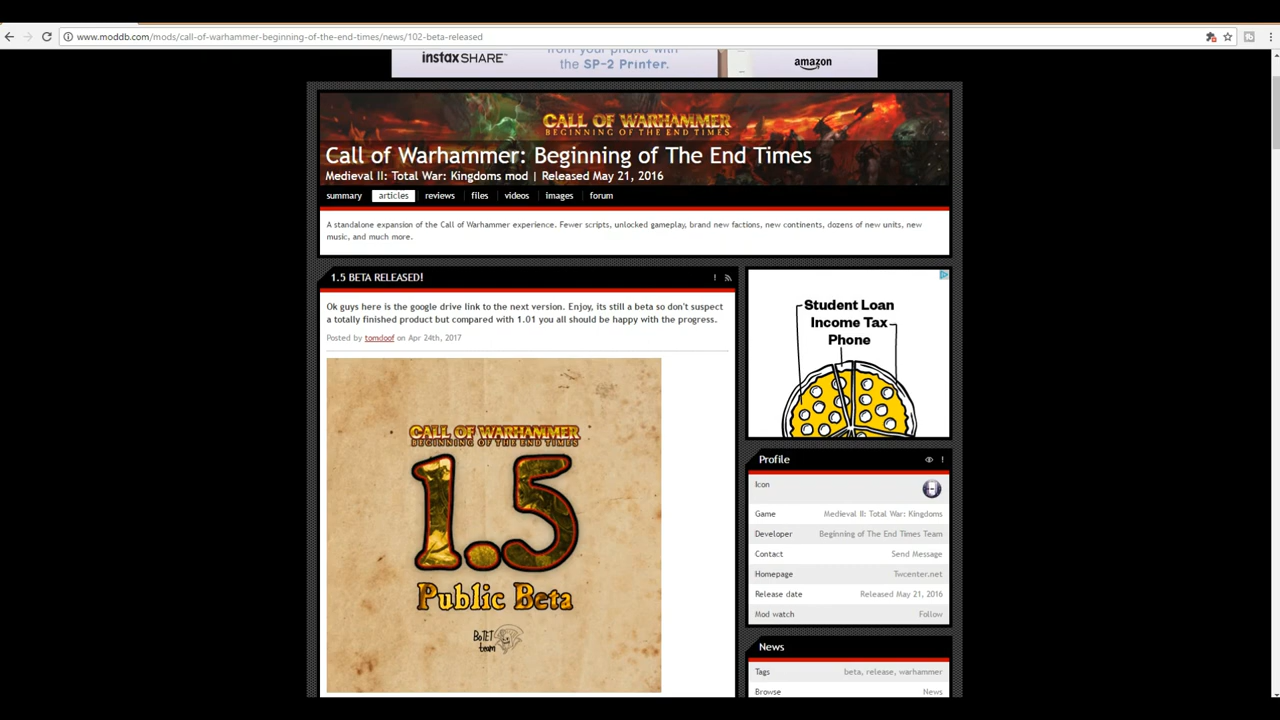 www.moddb.com/mods/call-of-warhammer-beginning-of-the-end-times/news/102-beta-released
instax SHARE™
from your phone with
the SP-2 Printer.
amazon
CALL OF WARHAMMER
BEGINNING OF THE END TIMES
Call of Warhammer: Beginning of The End Times
Medieval II: Total War: Kingdoms mod | Released May 21, 2016
summary articles reviews files videos images forum
A standalone expansion of the Call of Warhammer experience. Fewer scripts, unlocked gameplay, brand new factions, new continents, dozens of new units, new
music, and much more.
1.5 BETA RELEASED!
Ok guys here is the google drive link to the next version. Enjoy, its still a beta so don't suspect
a totally finished product but compared with 1.01 you all should be happy with the progress.
Posted by tomdoof on Apr 24th, 2017
CALL OF WARHAMMER
BEGINNING OF THE END TIMES
1.5
Public Beta
BoTET
team
Student Loan
Income Tax
Phone
Profile
Icon
Game Medieval II: Total War: Kingdoms
Developer Beginning of The End Times Team
Contact Send Message
Homepage Twcenter.net
Release date Released May 21, 2016
Mod watch Follow
News
Tags beta, release, warhammer
Browse News